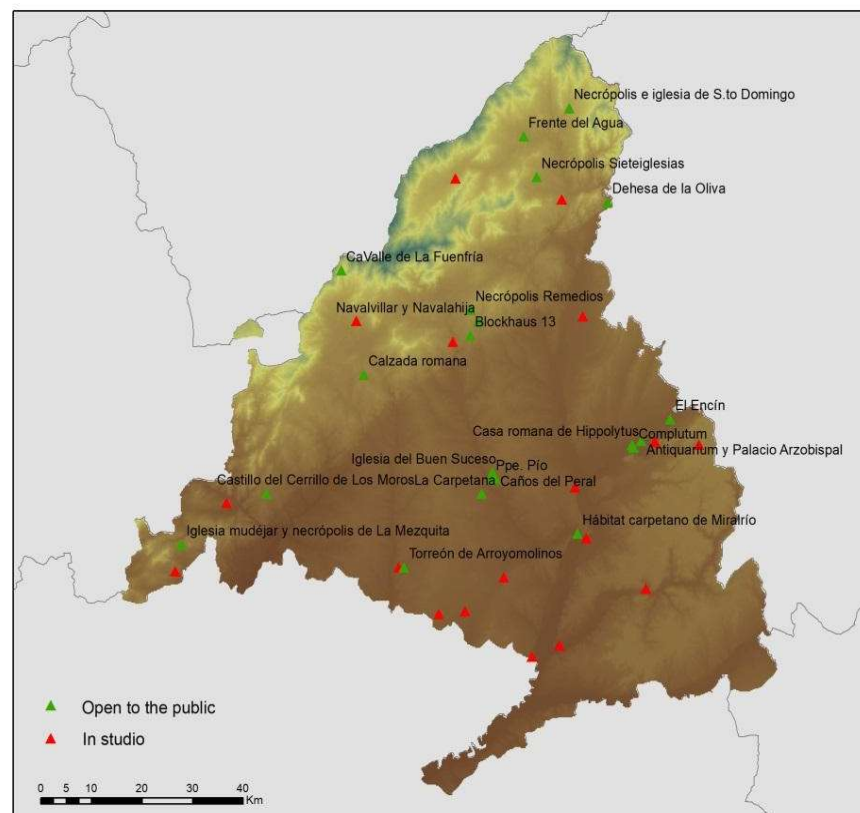 Necrópolis e iglesia de S.to Domingo
Frente del Agua
Necrópolis Sieteiglesias
Dehesa de la Oliva
CaValle de La Fuenfría
Necrópolis Remedios
Navalvillar y Navalahija
Blockhaus 13
Calzada romana
El Encín
Casa romana de Hippolytus
Complutum
Antiquarium y Palacio Arzobispal
Iglesia del Buen Suceso
Ppe. Pío
Castillo del Cerrillo de Los Moros
La Carpetana
Caños del Peral
Hábitat carpetano de Miralrío
Iglesia mudéjar y necrópolis de La Mezquita
Torreón de Arroyomolinos
Open to the public
In studio
0 5 10 20 30 40
Km